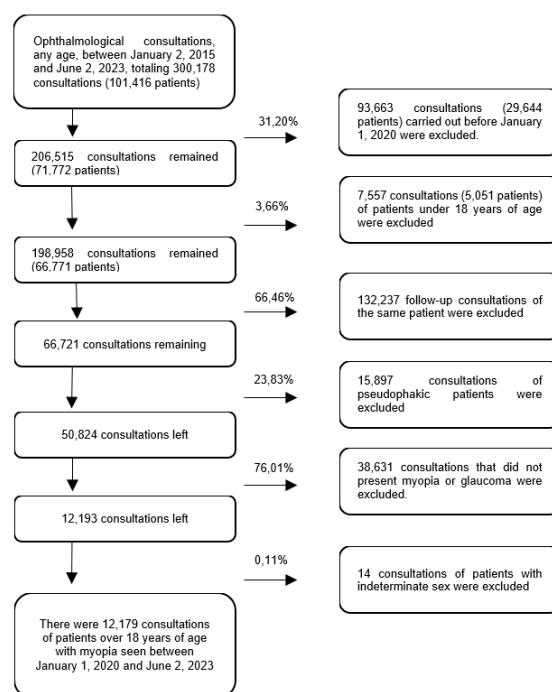 Ophthalmological consultations,
any age, between January 2, 2015
and June 2, 2023, totaling 300,178
consultations (101,416 patients)
31,20%
93,663 consultations (29,644
patients) carried out before January
1, 2020 were excluded.
206,515 consultations remained
(71,772 patients)
3,66%
7,557 consultations (5,051 patients)
of patients under 18 years of age
were excluded
198,958 consultations remained
(66,771 patients)
66,46%
132,237 follow-up consultations of
the same patient were excluded
66,721 consultations remaining
23,83%
15,897 consultations of
pseudophakic patients were
excluded
50,824 consultations left
76,01%
38,631 consultations that did not
present myopia or glaucoma were
excluded.
12,193 consultations left
0,11%
14 consultations of patients with
indeterminate sex were excluded
There were 12,179 consultations
of patients over 18 years of age
with myopia seen between
January 1, 2020 and June 2, 2023